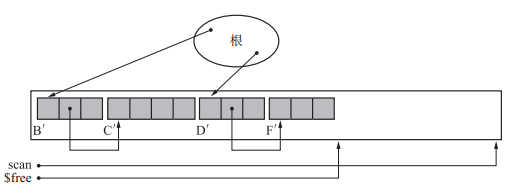 根
B′ C′ D′ F′
scan
$free